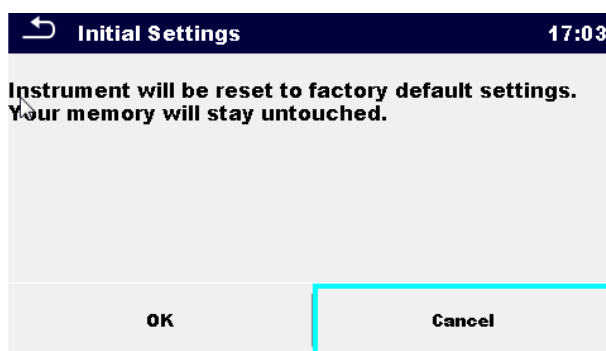 Initial Settings 17:03
Instrument will be reset to factory default settings.
Your memory will stay untouched.
OK Cancel